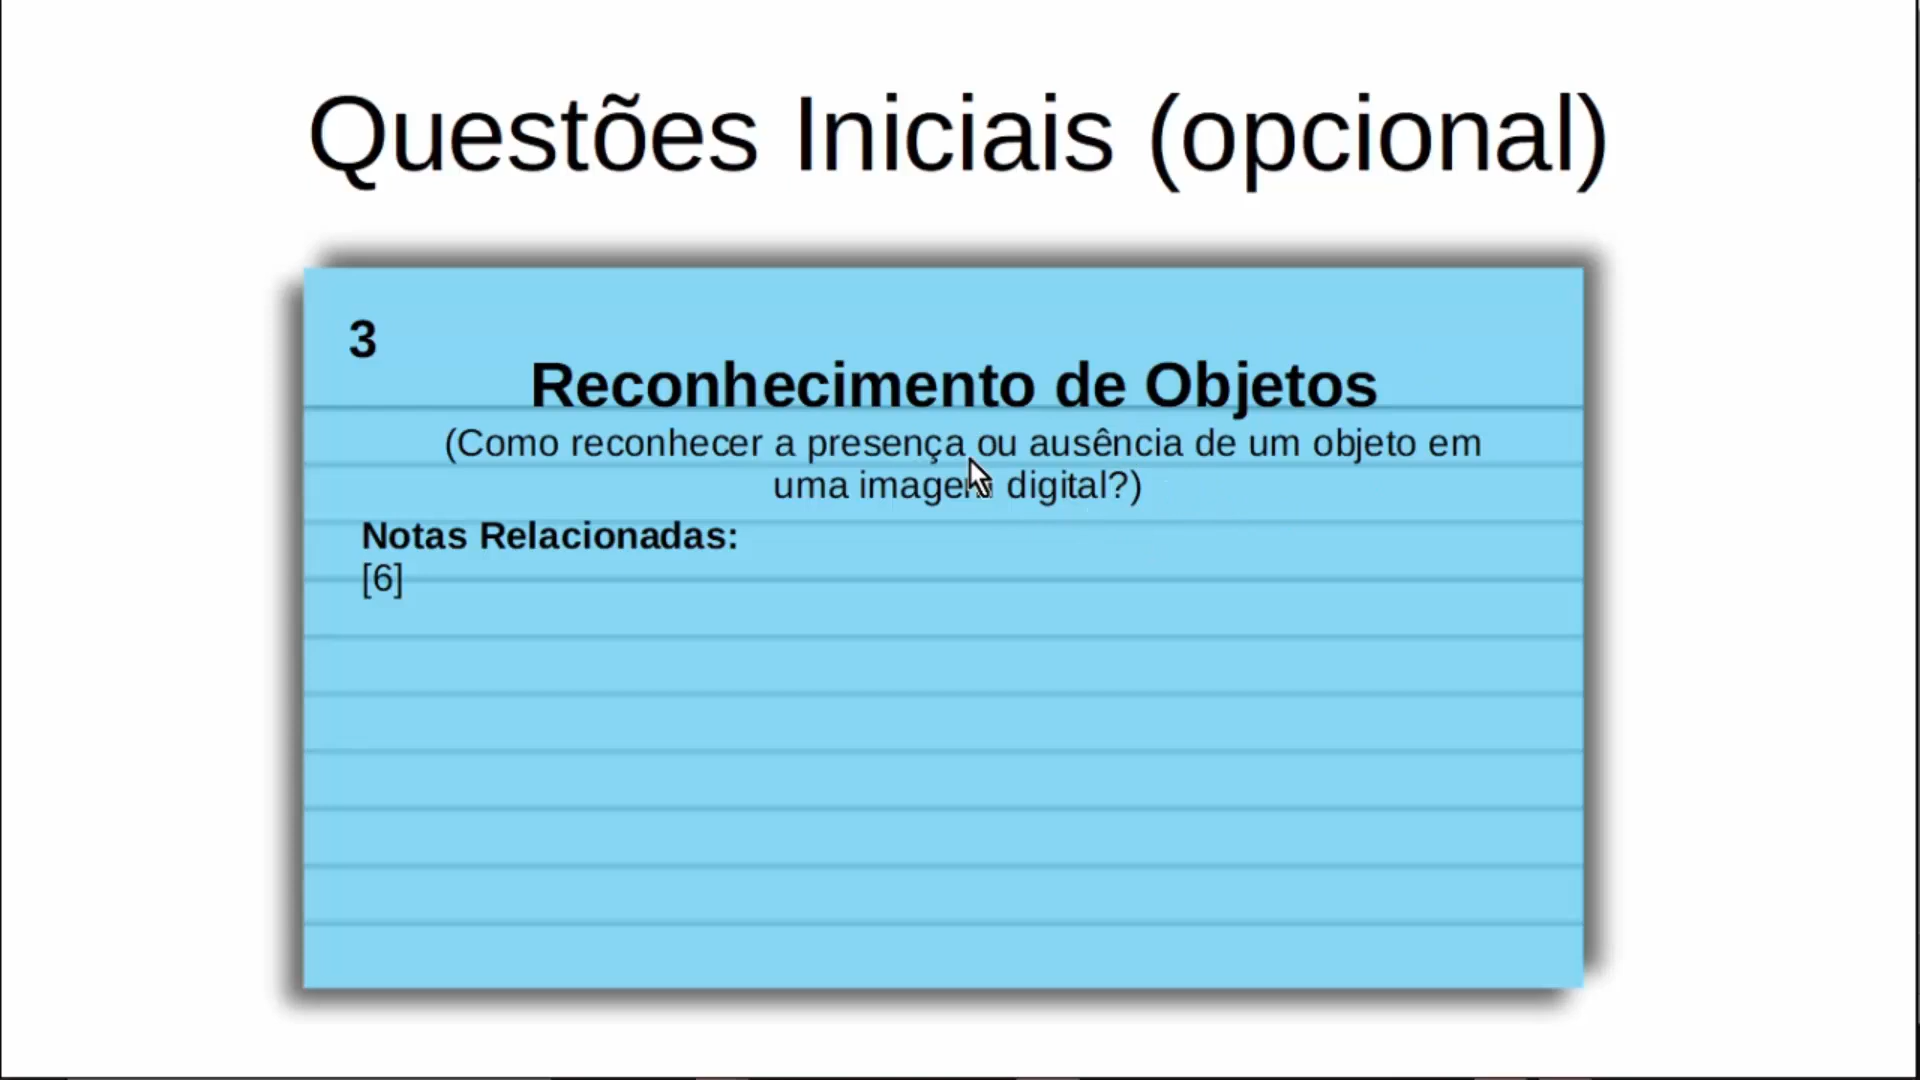 Questões Iniciais (opcional)
3
Reconhecimento de Objetos
(Como reconhecer a presença ou ausência de um objeto em
uma imagem digital?)
Notas Relacionadas:
[6]